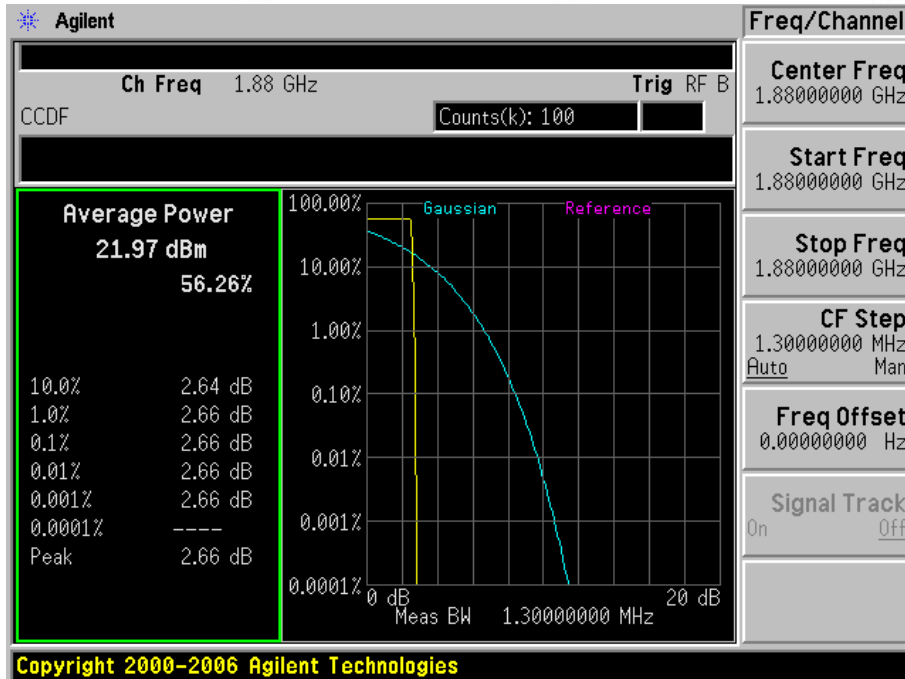 Agilent
Freq/Channel
Ch Freq 1.88 GHz Trig RF B
CCDF Counts(k): 100
Average Power
21.97 dBm
56.26%
10.0% 2.64 dB
1.0% 2.66 dB
0.1% 2.66 dB
0.01% 2.66 dB
0.001% 2.66 dB
0.0001% ----
Peak 2.66 dB
Gaussian Reference
100.00%
10.00%
1.00%
0.10%
0.01%
0.001%
0.0001%
0 dB 20 dB
Meas BW 1.30000000 MHz
Center Freq
1.88000000 GHz
Start Freq
1.88000000 GHz
Stop Freq
1.88000000 GHz
CF Step
1.30000000 MHz
Auto Man
Freq Offset
0.00000000 Hz
Signal Track
On Off
Copyright 2000-2006 Agilent Technologies